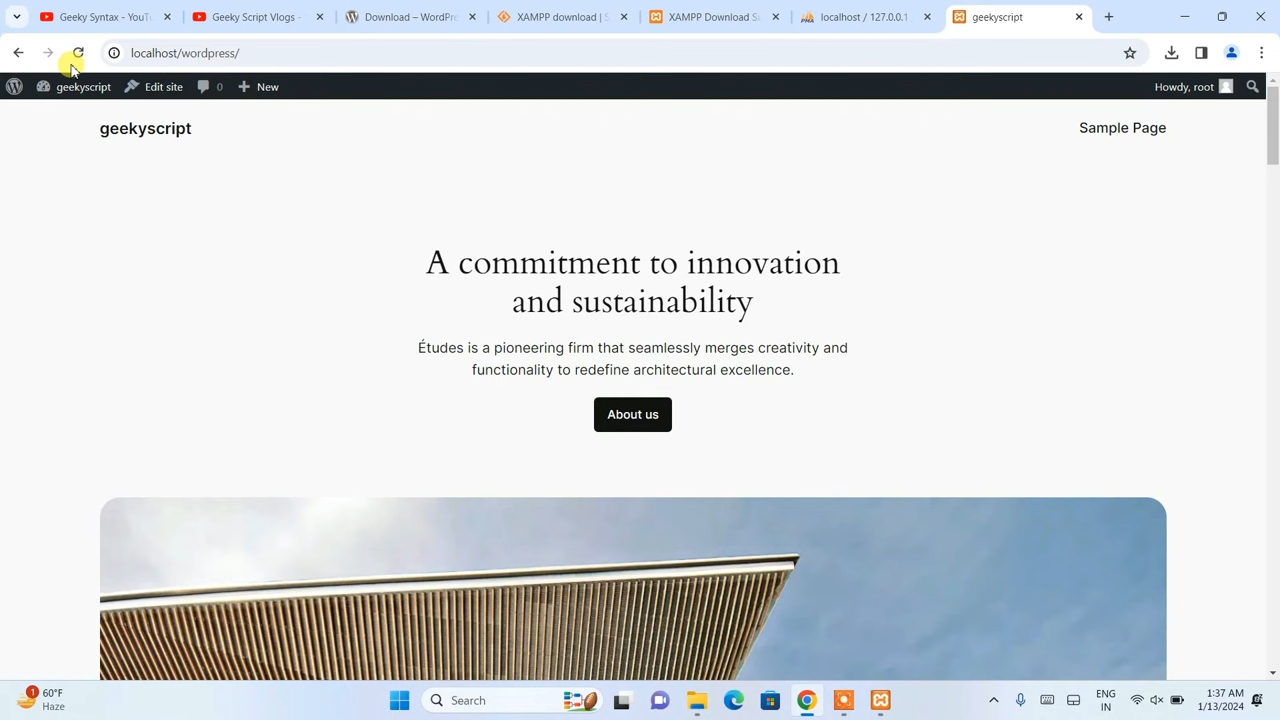 Geeky Syntax - YouT
Geeky Script Vlogs -
Download – WordPre
XAMPP download | S
XAMPP Download S
localhost / 127.0.0.1
geekyscript
localhost/wordpress/
geekyscript
Edit site
0
New
Howdy, root
geekyscript
Sample Page
A commitment to innovation
and sustainability
Études is a pioneering firm that seamlessly merges creativity and
functionality to redefine architectural excellence.
About us
1
60°F
Haze
Search
ENG
IN
1:37 AM
1/13/2024